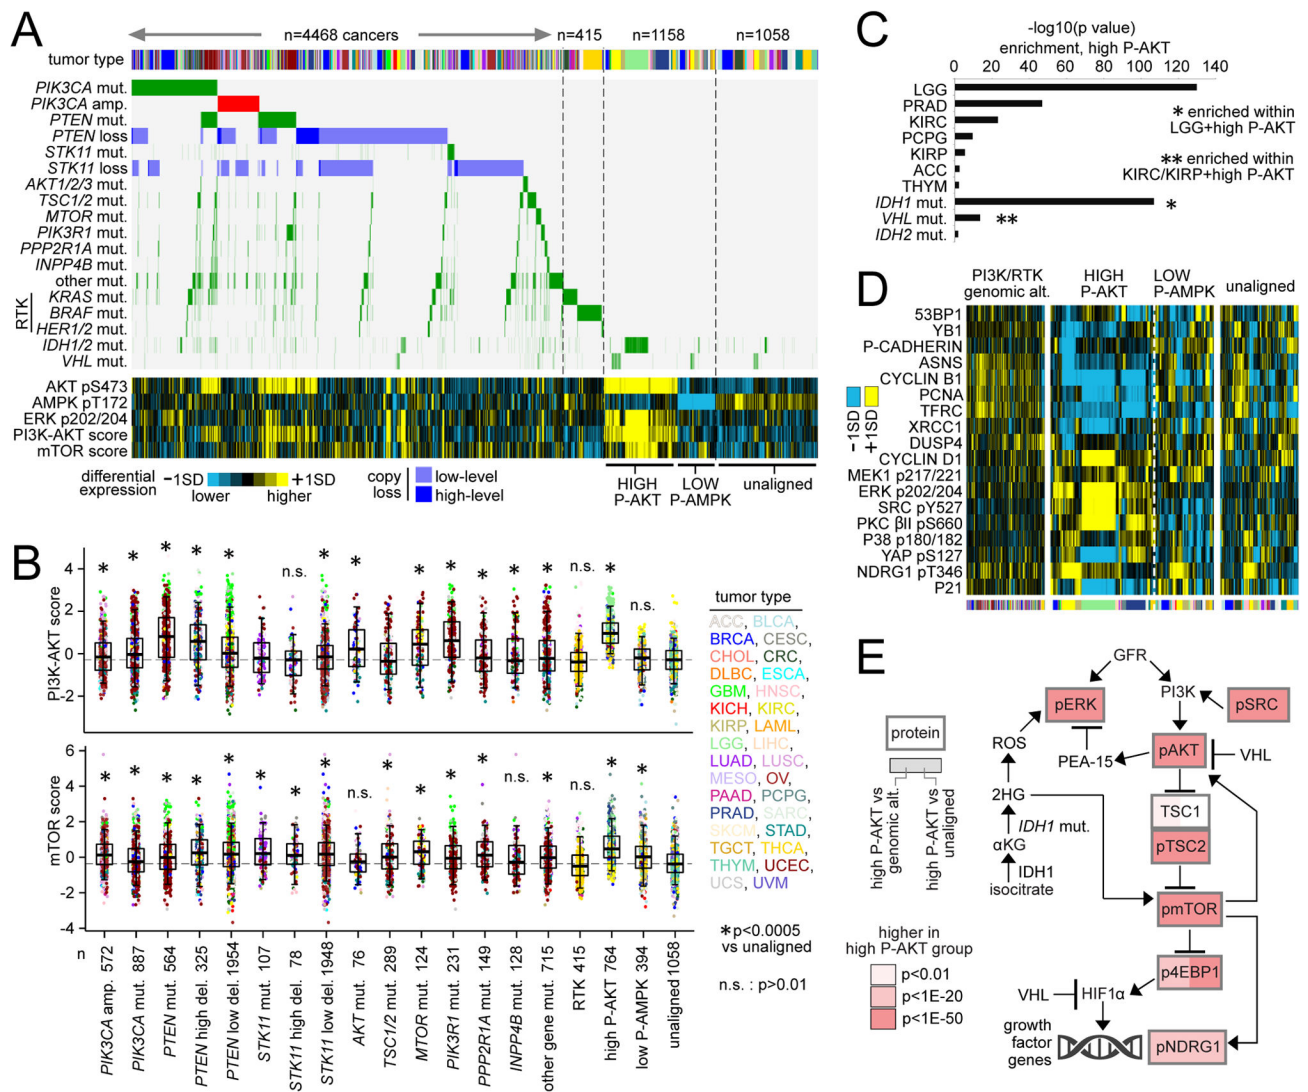 A
n=4468 cancers
n=415
n=1158
n=1058
tumor type
PIK3CA mut.
PIK3CA amp.
PTEN mut.
PTEN loss
STK11 mut.
STK11 loss
AKT1/2/3 mut.
TSC1/2 mut.
MTOR mut.
PIK3R1 mut.
PPP2R1A mut.
INPP4B mut.
other mut.
RTK
KRAS mut.
BRAF mut.
HER1/2 mut.
IDH1/2 mut.
VHL mut.
AKT pS473
AMPK pT172
ERK p202/204
PI3K-AKT score
mTOR score
differential
expression
−1SD
+1SD
lower
higher
copy
loss
low-level
high-level
HIGH
P-AKT
LOW
P-AMPK
unaligned
B
PI3K-AKT score
4
2
0
-2
* * * * * n.s. * * * * * * * n.s. * n.s.
mTOR score
6
4
2
0
-2
-4
* * * * * * * * n.s. * * * * n.s. * n.s. * *
n
PIK3CA amp. 572
PIK3CA mut. 887
PTEN mut. 564
PTEN high del. 325
PTEN low del. 1954
STK11 mut. 107
STK11 high del. 78
STK11 low del. 1948
AKT mut. 76
TSC1/2 mut. 289
MTOR mut. 124
PIK3R1 mut. 231
PPP2R1A mut. 149
INPP4B mut. 128
other gene mut. 715
RTK 415
high P-AKT 764
low P-AMPK 394
unaligned 1058
tumor type
ACC, BLCA,
BRCA, CESC,
CHOL, CRC,
DLBC, ESCA,
GBM, HNSC,
KICH, KIRC,
KIRP, LAML,
LGG, LIHC,
LUAD, LUSC,
MESO, OV,
PAAD, PCPG,
PRAD, SARC,
SKCM, STAD,
TGCT, THCA,
THYM, UCEC,
UCS, UVM
*p<0.0005
vs unaligned
n.s. : p>0.01
C
-log10(p value)
enrichment, high P-AKT
0 20 40 60 80 100 120 140
LGG
PRAD
KIRC
PCPG
KIRP
ACC
THYM
IDH1 mut. *
VHL mut. **
IDH2 mut.
* enriched within
LGG+high P-AKT
** enriched within
KIRC/KIRP+high P-AKT
D
PI3K/RTK
genomic alt.
HIGH
P-AKT
LOW
P-AMPK
unaligned
53BP1
YB1
P-CADHERIN
ASNS
CYCLIN B1
PCNA
TFRC
XRCC1
DUSP4
CYCLIN D1
MEK1 p217/221
ERK p202/204
SRC pY527
PKC βII pS660
P38 p180/182
YAP pS127
NDRG1 pT346
P21
−1SD
+1SD
E
GFR
pERK
PI3K
pSRC
ROS
PEA-15
pAKT
VHL
2HG
TSC1
IDH1 mut.
αKG
pTSC2
IDH1
isocitrate
pmTOR
p4EBP1
VHL
HIF1α
growth
factor
genes
pNDRG1
protein
high P-AKT vs
genomic alt.
high P-AKT vs
unaligned
higher in
high P-AKT group
p<0.01
p<1E-20
p<1E-50